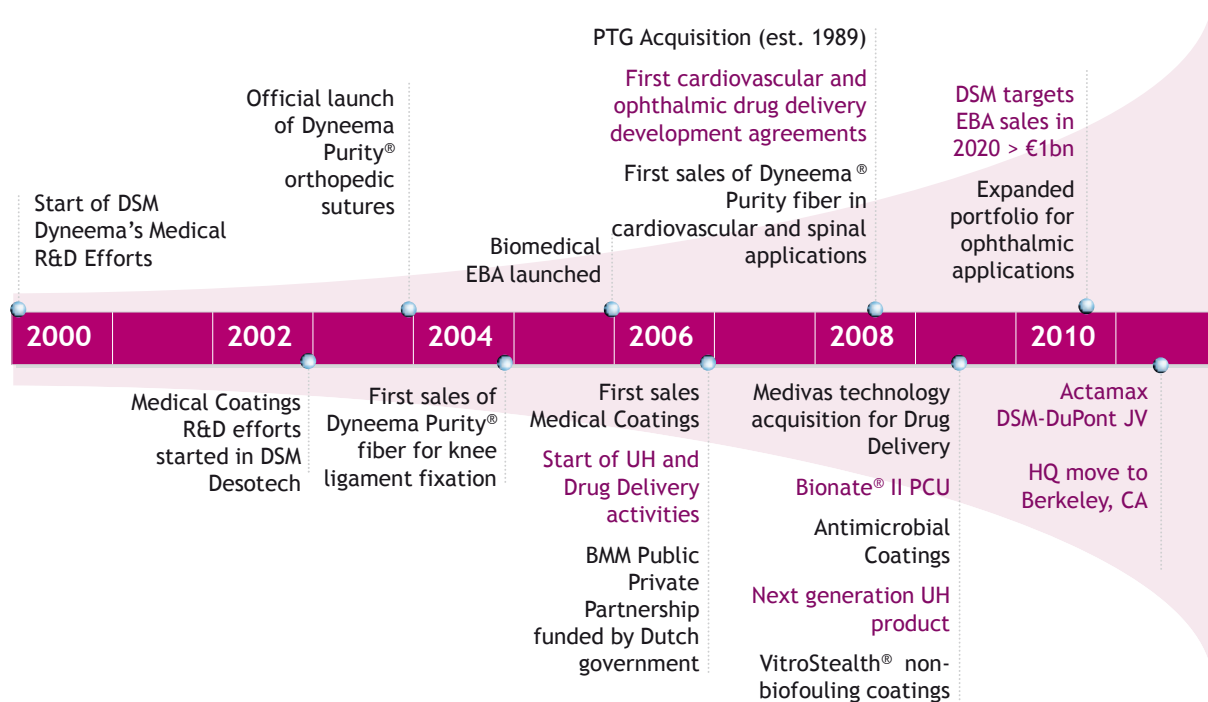 PTG Acquisition (est. 1989)
First cardiovascular and
ophthalmic drug delivery
development agreements
First sales of Dyneema ®
Purity fiber in
cardiovascular and spinal
applications
DSM targets
EBA sales in
2020 > €1bn
Expanded
portfolio for
ophthalmic
applications
Official launch
of Dyneema
Purity®
orthopedic
sutures
Start of DSM
Dyneema’s Medical
R&D Efforts
Biomedical
EBA launched
2000
2002
2004
2006
2008
2010
Medical Coatings
R&D efforts
started in DSM
Desotech
First sales of
Dyneema Purity®
fiber for knee
ligament fixation
First sales
Medical Coatings
Start of UH and
Drug Delivery
activities
BMM Public
Private
Partnership
funded by Dutch
government
Medivas technology
acquisition for Drug
Delivery
Bionate® II PCU
Antimicrobial
Coatings
Next generation UH
product
VitroStealth® non-
biofouling coatings
Actamax
DSM-DuPont JV
HQ move to
Berkeley, CA